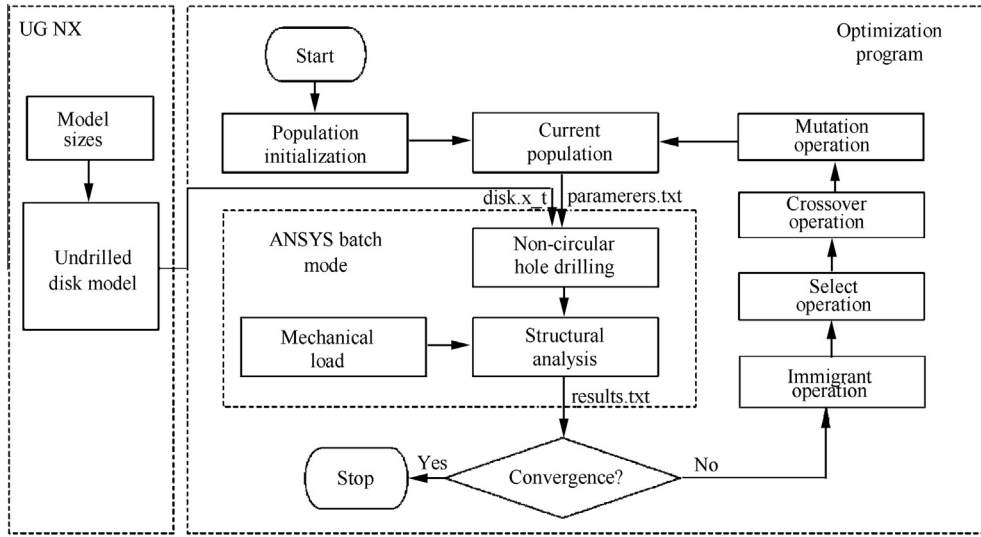 UG NX
Optimization
program
Start
Model
sizes
Population
initialization
Current
population
Mutation
operation
disk.x_t
paramerers.txt
Crossover
operation
Undrilled
disk model
ANSYS batch
mode
Non-circular
hole drilling
Select
operation
Mechanical
load
Structural
analysis
Immigrant
operation
results.txt
Stop
Yes
Convergence?
No